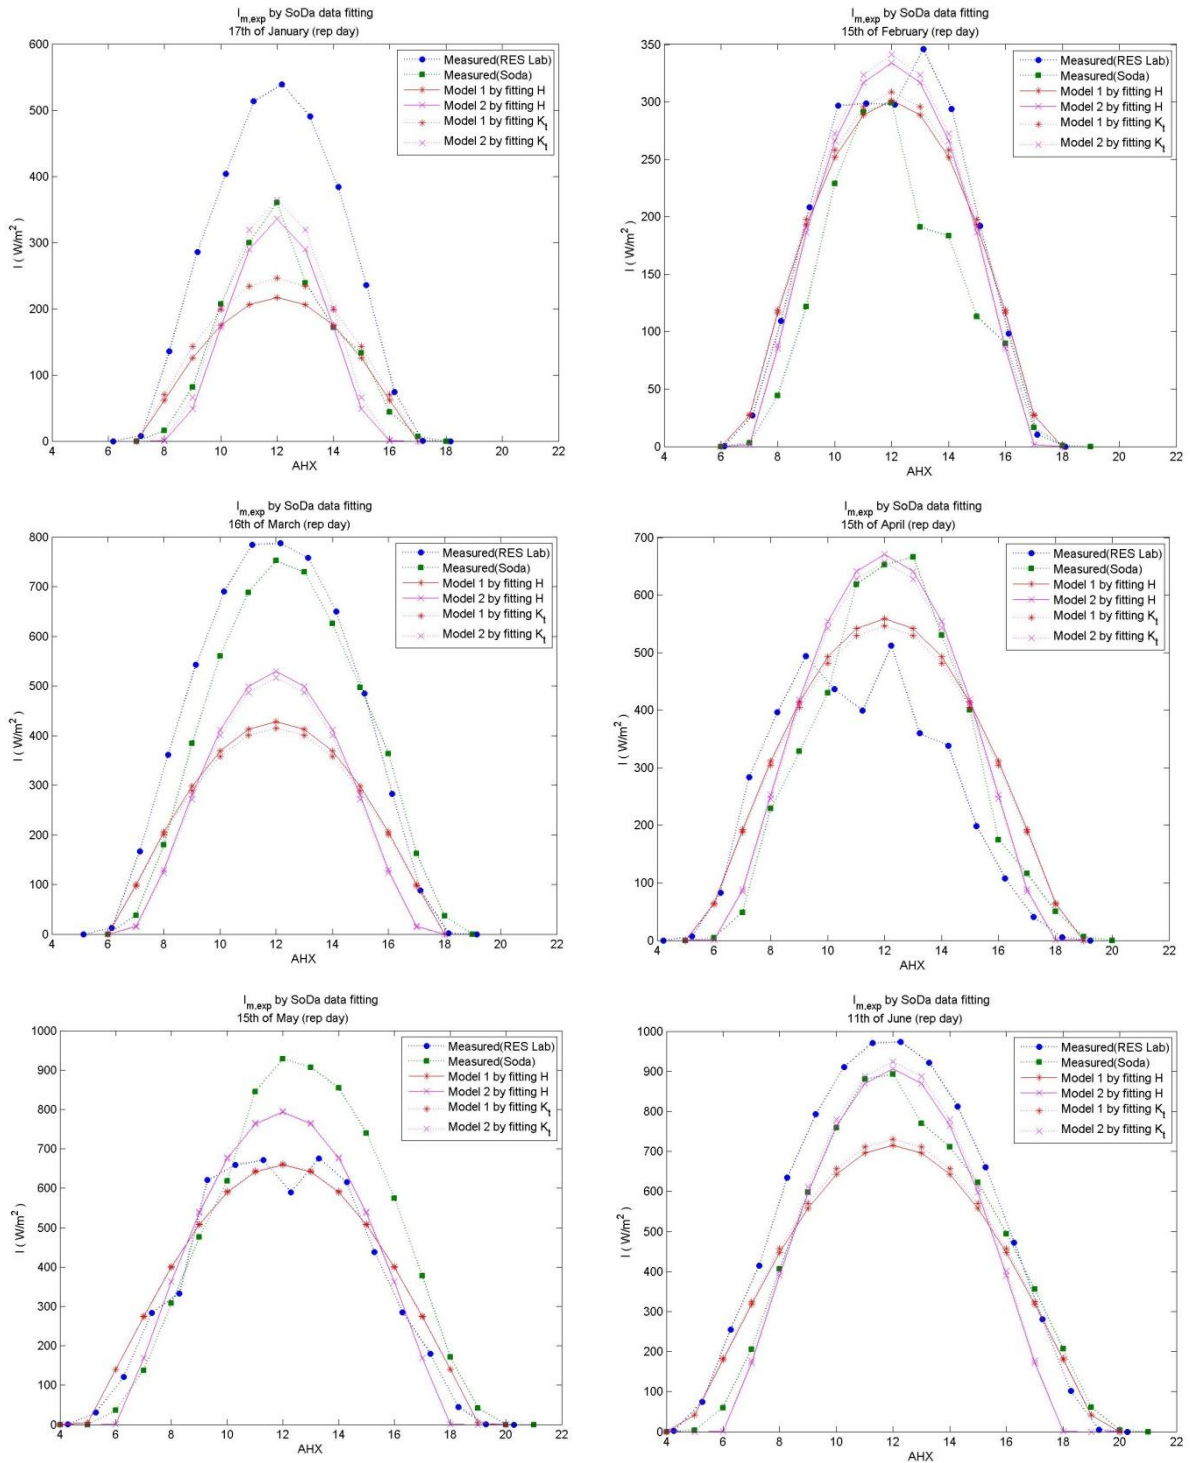 I_m,exp by SoDa data fitting
17th of January (rep day)
600
500
400
300
200
100
0
I ( W/m²)
4 6 8 10 12 14 16 18 20 22
AHX
Measured(RES Lab)
Measured(Soda)
Model 1 by fitting H
Model 2 by fitting H
Model 1 by fitting K_t
Model 2 by fitting K_t
I_m,exp by SoDa data fitting
15th of February (rep day)
350
300
250
200
150
100
50
0
I ( W/m²)
4 6 8 10 12 14 16 18 20 22
AHX
Measured(RES Lab)
Measured(Soda)
Model 1 by fitting H
Model 2 by fitting H
Model 1 by fitting K_t
Model 2 by fitting K_t
I_m,exp by SoDa data fitting
16th of March (rep day)
800
700
600
500
400
300
200
100
0
I ( W/m²)
4 6 8 10 12 14 16 18 20 22
AHX
Measured(RES Lab)
Measured(Soda)
Model 1 by fitting H
Model 2 by fitting H
Model 1 by fitting K_t
Model 2 by fitting K_t
I_m,exp by SoDa data fitting
15th of April (rep day)
700
600
500
400
300
200
100
0
I ( W/m²)
4 6 8 10 12 14 16 18 20 22
AHX
Measured(RES Lab)
Measured(Soda)
Model 1 by fitting H
Model 2 by fitting H
Model 1 by fitting K_t
Model 2 by fitting K_t
I_m,exp by SoDa data fitting
15th of May (rep day)
1000
900
800
700
600
500
400
300
200
100
0
I ( W/m²)
4 6 8 10 12 14 16 18 20 22
AHX
Measured(RES Lab)
Measured(Soda)
Model 1 by fitting H
Model 2 by fitting H
Model 1 by fitting K_t
Model 2 by fitting K_t
I_m,exp by SoDa data fitting
11th of June (rep day)
1000
900
800
700
600
500
400
300
200
100
0
I ( W/m²)
4 6 8 10 12 14 16 18 20 22
AHX
Measured(RES Lab)
Measured(Soda)
Model 1 by fitting H
Model 2 by fitting H
Model 1 by fitting K_t
Model 2 by fitting K_t